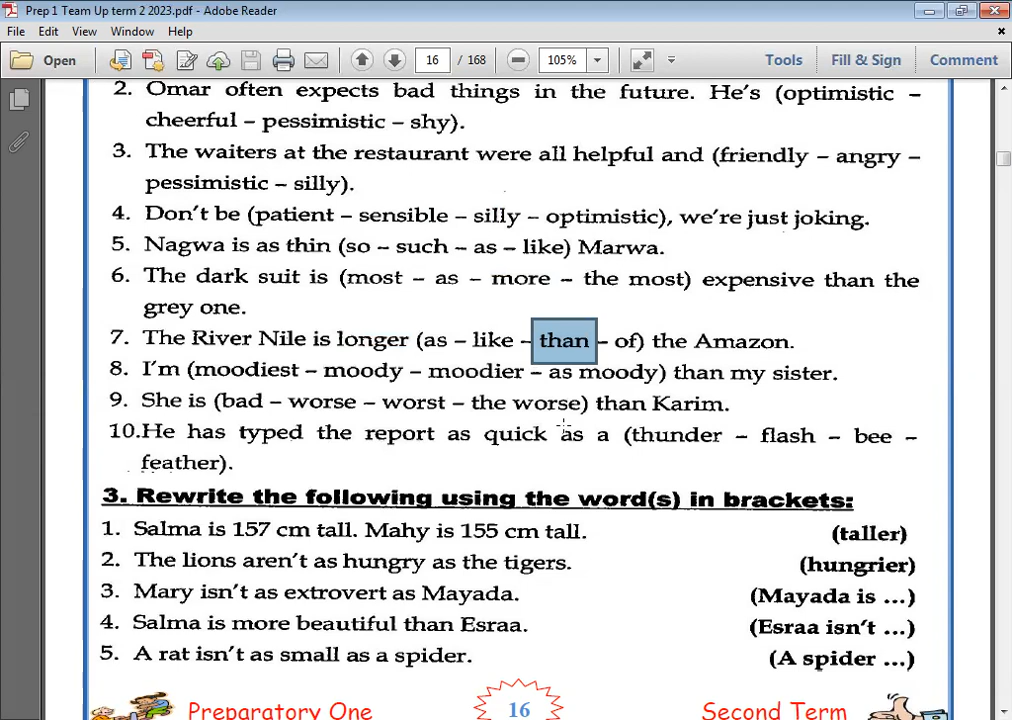 Prep 1 Team Up term 2 2023.pdf - Adobe Reader
File Edit View Window Help
Open 16 / 168 105% Tools Fill & Sign Comment
2. Omar often expects bad things in the future. He's (optimistic –
cheerful – pessimistic – shy).
3. The waiters at the restaurant were all helpful and (friendly – angry –
pessimistic – silly).
4. Don't be (patient – sensible – silly – optimistic), we're just joking.
5. Nagwa is as thin (so – such – as – like) Marwa.
6. The dark suit is (most – as – more – the most) expensive than the
grey one.
7. The River Nile is longer (as – like – than – of) the Amazon.
8. I'm (moodiest – moody – moodier – as moody) than my sister.
9. She is (bad – worse – worst – the worse) than Karim.
10.He has typed the report as quick as a (thunder – flash – bee –
feather).
3. Rewrite the following using the word(s) in brackets:
1. Salma is 157 cm tall. Mahy is 155 cm tall. (taller)
2. The lions aren't as hungry as the tigers. (hungrier)
3. Mary isn't as extrovert as Mayada. (Mayada is ...)
4. Salma is more beautiful than Esraa. (Esraa isn't ...)
5. A rat isn't as small as a spider. (A spider ...)
Preparatory One 16 Second Term